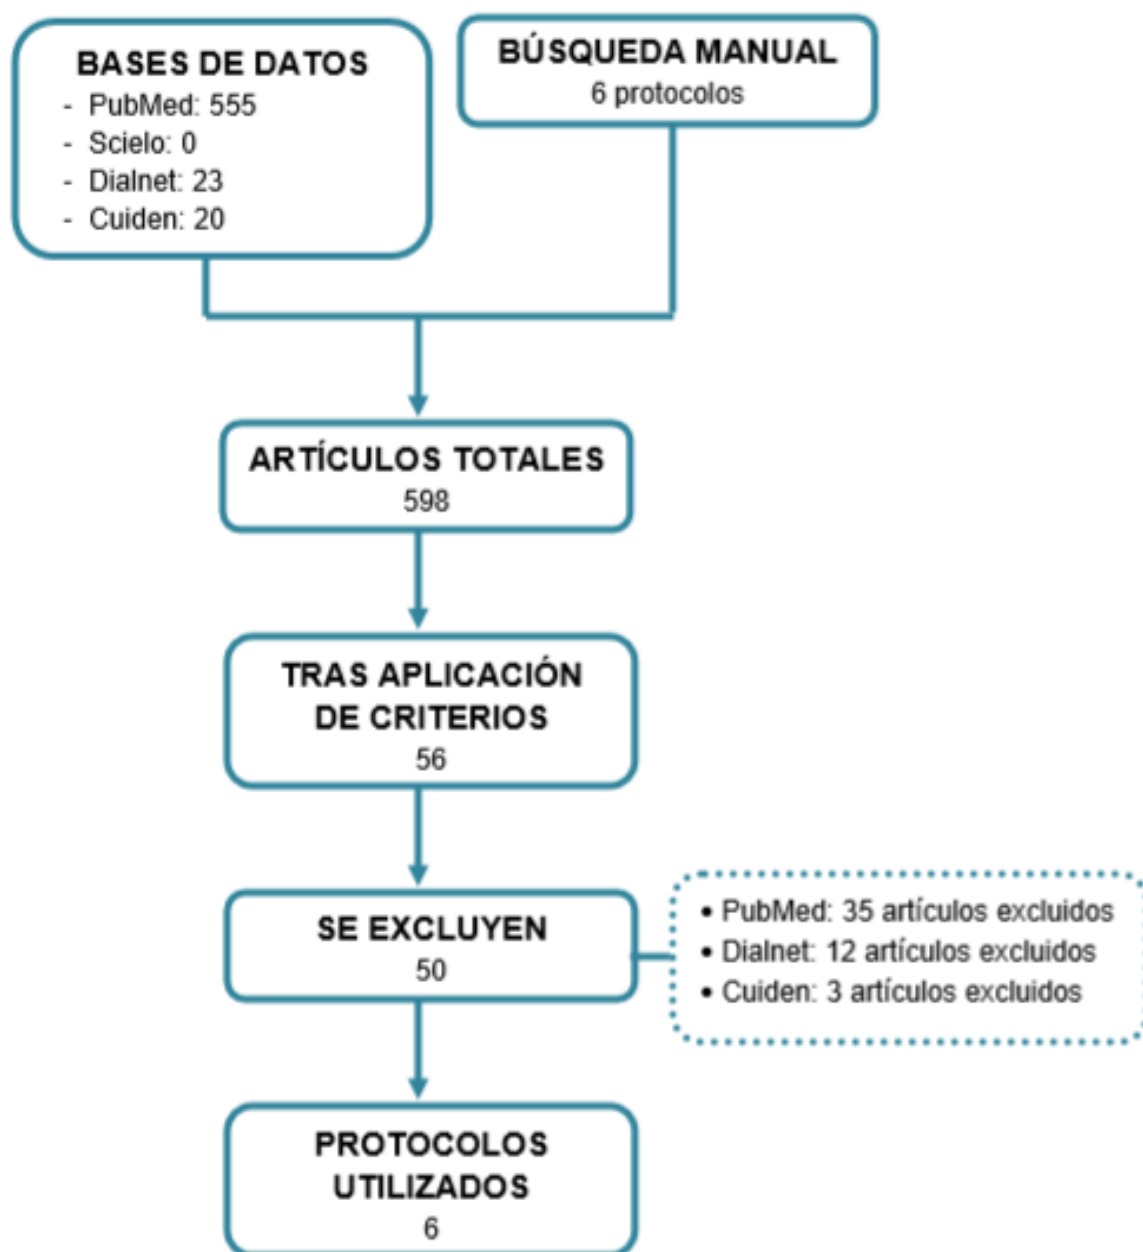 BASES DE DATOS
- PubMed: 555
- Scielo: 0
- Dialnet: 23
- Cuiden: 20
BÚSQUEDA MANUAL
6 protocolos
ARTÍCULOS TOTALES
598
TRAS APLICACIÓN
DE CRITERIOS
56
SE EXCLUYEN
50
• PubMed: 35 artículos excluidos
• Dialnet: 12 artículos excluidos
• Cuiden: 3 artículos excluidos
PROTOCOLOS
UTILIZADOS
6